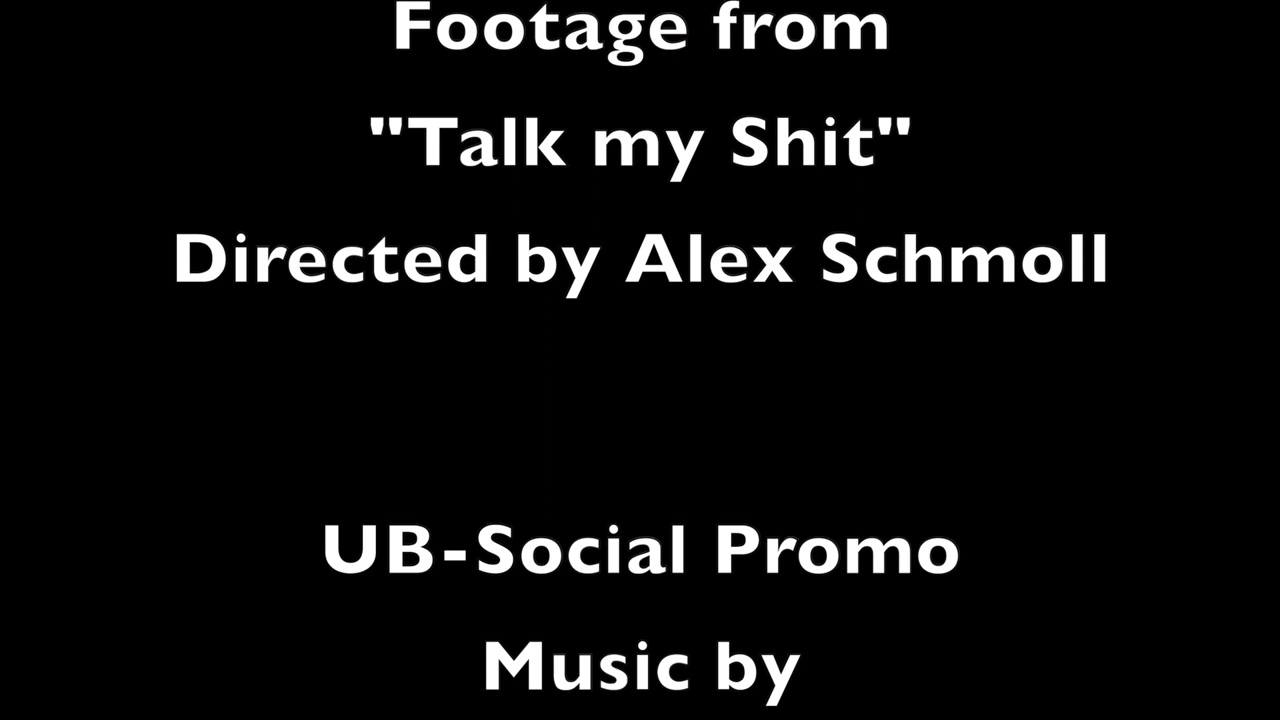 Footage from
"Talk my Shit"
Directed by Alex Schmoll
UB-Social Promo
Music by